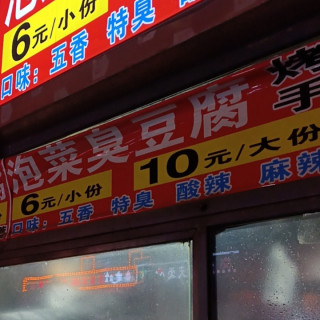 6元/小份
口味：五香 特臭 酸
泡菜臭豆腐 烤
手
6元/小份 10元/大份
口味：五香 特臭 酸辣 麻辣